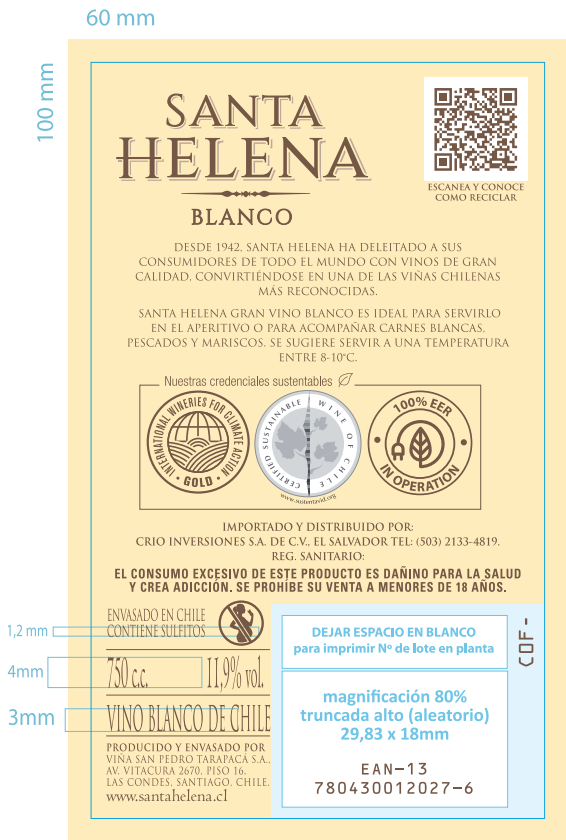 60 mm
100 mm
SANTA
HELENA
BLANCO
ESCANEA Y CONOCE
COMO RECICLAR
DESDE 1942, SANTA HELENA HA DELEITADO A SUS
CONSUMIDORES DE TODO EL MUNDO CON VINOS DE GRAN
CALIDAD, CONVIRTIÉNDOSE EN UNA DE LAS VIÑAS CHILENAS
MÁS RECONOCIDAS.
SANTA HELENA GRAN VINO BLANCO ES IDEAL PARA SERVIRLO
EN EL APERITIVO O PARA ACOMPAÑAR CARNES BLANCAS,
PESCADOS Y MARISCOS. SE SUGIERE SERVIR A UNA TEMPERATURA
ENTRE 8-10°C.
Nuestras credenciales sustentables
INTERNATIONAL WINERIES FOR CLIMATE ACTION
• GOLD •
CERTIFIED SUSTAINABLE WINE OF CHILE
www.sustentavid.org
100% EER
IN OPERATION
IMPORTADO Y DISTRIBUIDO POR:
CRIO INVERSIONES S.A. DE C.V., EL SALVADOR TEL: (503) 2133-4819.
REG. SANITARIO:
EL CONSUMO EXCESIVO DE ESTE PRODUCTO ES DAÑINO PARA LA SALUD
Y CREA ADICCIÓN. SE PROHÍBE SU VENTA A MENORES DE 18 AÑOS.
ENVASADO EN CHILE
CONTIENE SULFITOS
1,2 mm
4mm
750 c.c. 11,9% vol.
3mm
VINO BLANCO DE CHILE
PRODUCIDO Y ENVASADO POR
VIÑA SAN PEDRO TARAPACÁ S.A.,
AV. VITACURA 2670, PISO 16,
LAS CONDES, SANTIAGO, CHILE.
www.santahelena.cl
DEJAR ESPACIO EN BLANCO
para imprimir Nº de lote en planta
COF-
magnificación 80%
truncada alto (aleatorio)
29,83 x 18mm
EAN-13
780430012027-6